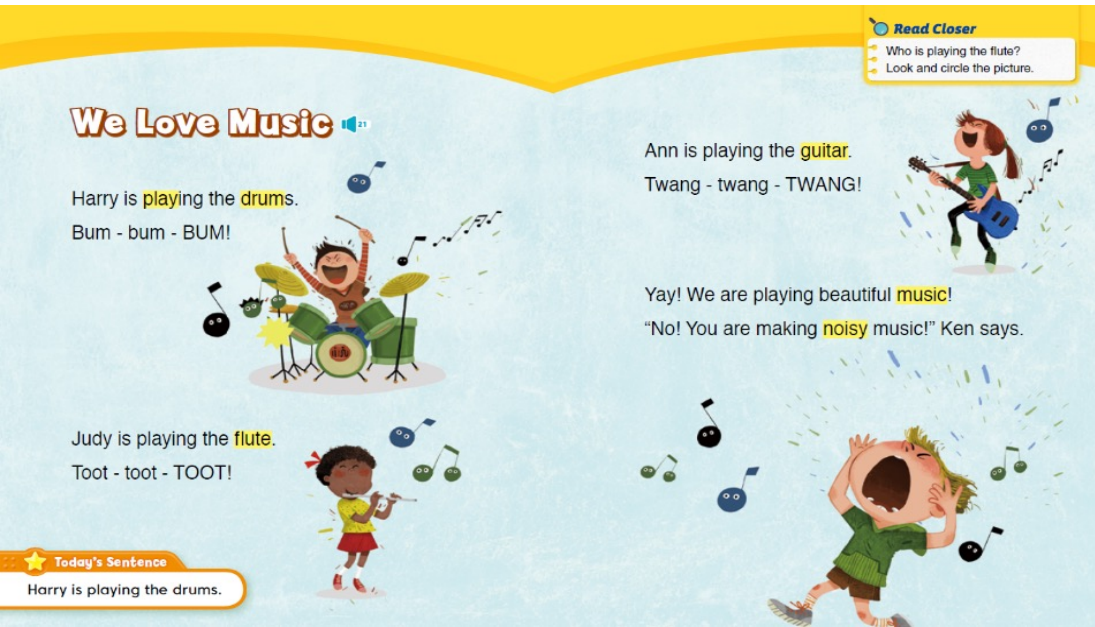 We Love Music
21
Harry is playing the drums.
Bum - bum - BUM!
Judy is playing the flute.
Toot - toot - TOOT!
Today's Sentence
Harry is playing the drums.
Read Closer
Who is playing the flute?
Look and circle the picture.
Ann is playing the guitar.
Twang - twang - TWANG!
Yay! We are playing beautiful music!
“No! You are making noisy music!” Ken says.